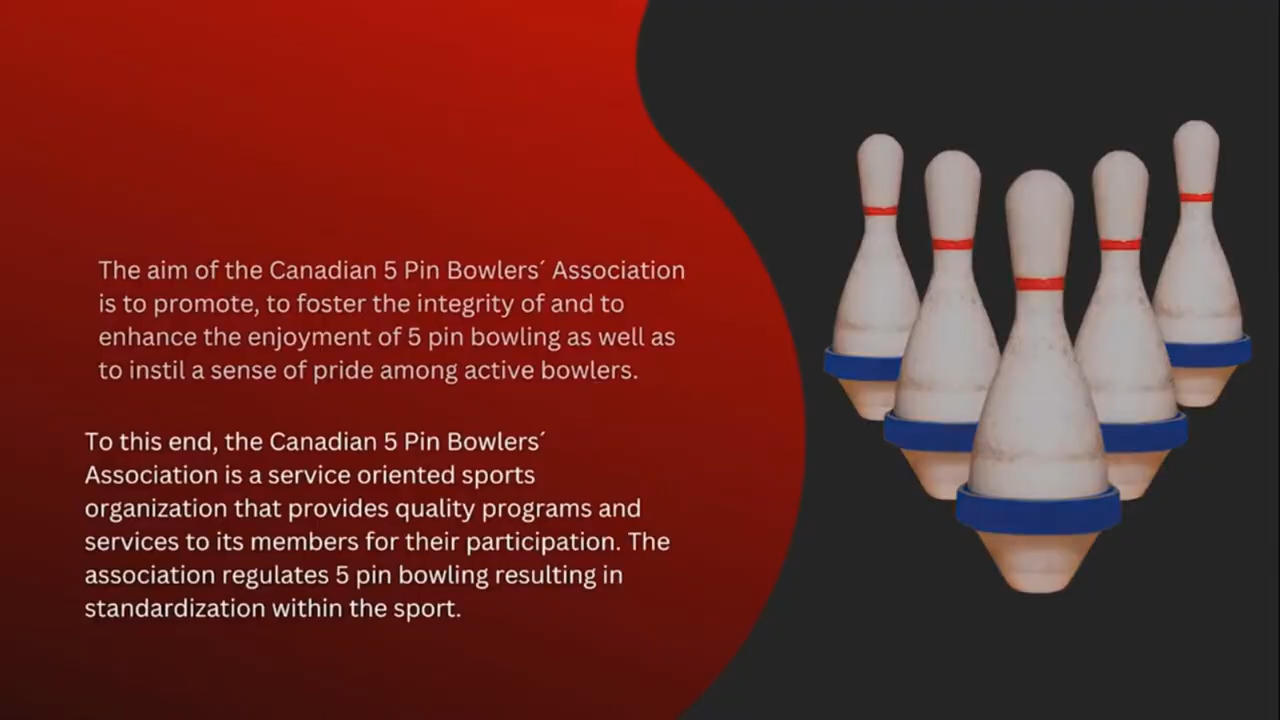 The aim of the Canadian 5 Pin Bowlers´ Association
is to promote, to foster the integrity of and to
enhance the enjoyment of 5 pin bowling as well as
to instil a sense of pride among active bowlers.
To this end, the Canadian 5 Pin Bowlers´
Association is a service oriented sports
organization that provides quality programs and
services to its members for their participation. The
association regulates 5 pin bowling resulting in
standardization within the sport.